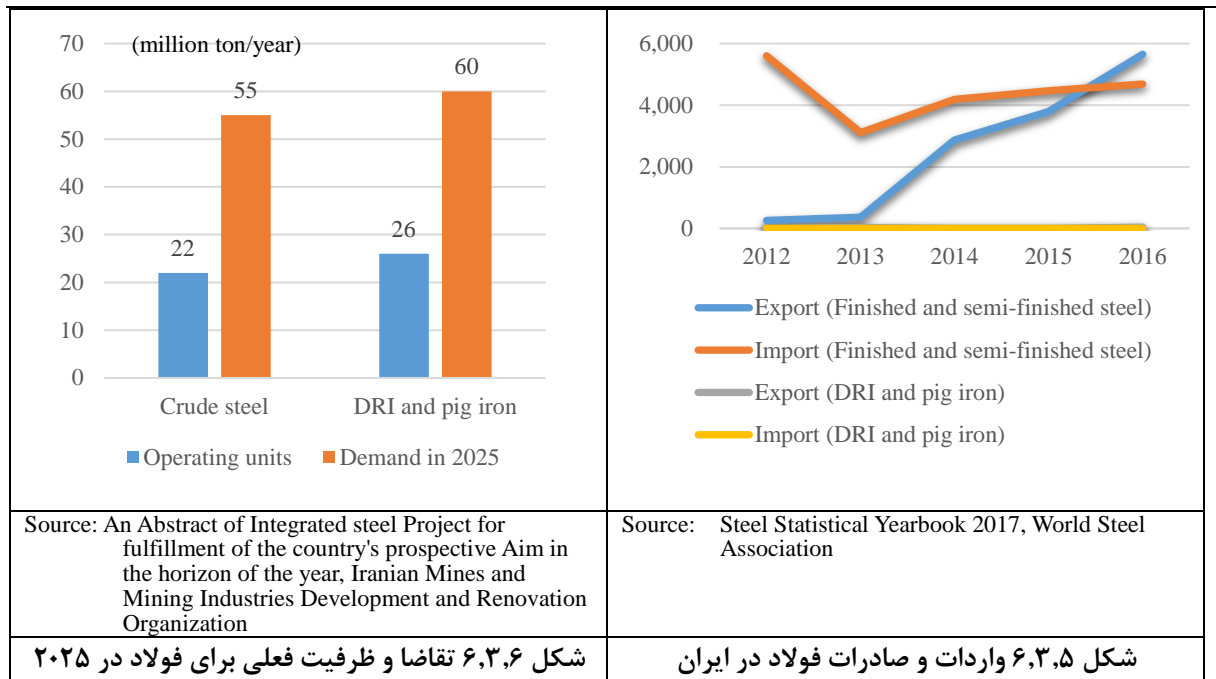 (million ton/year)
70
60
50
40
30
20
10
0
22
55
26
60
Crude steel
DRI and pig iron
Operating units
Demand in 2025
Source: An Abstract of Integrated steel Project for
fulfillment of the country's prospective Aim in
the horizon of the year, Iranian Mines and
Mining Industries Development and Renovation
Organization
شکل ۶,۳,۶ تقاضا و ظرفیت فعلی برای فولاد در ۲۰۲۵
6,000
4,000
2,000
0
2012 2013 2014 2015 2016
Export (Finished and semi-finished steel)
Import (Finished and semi-finished steel)
Export (DRI and pig iron)
Import (DRI and pig iron)
Source: Steel Statistical Yearbook 2017, World Steel
Association
شکل ۶,۳,۵ واردات و صادرات فولاد در ایران